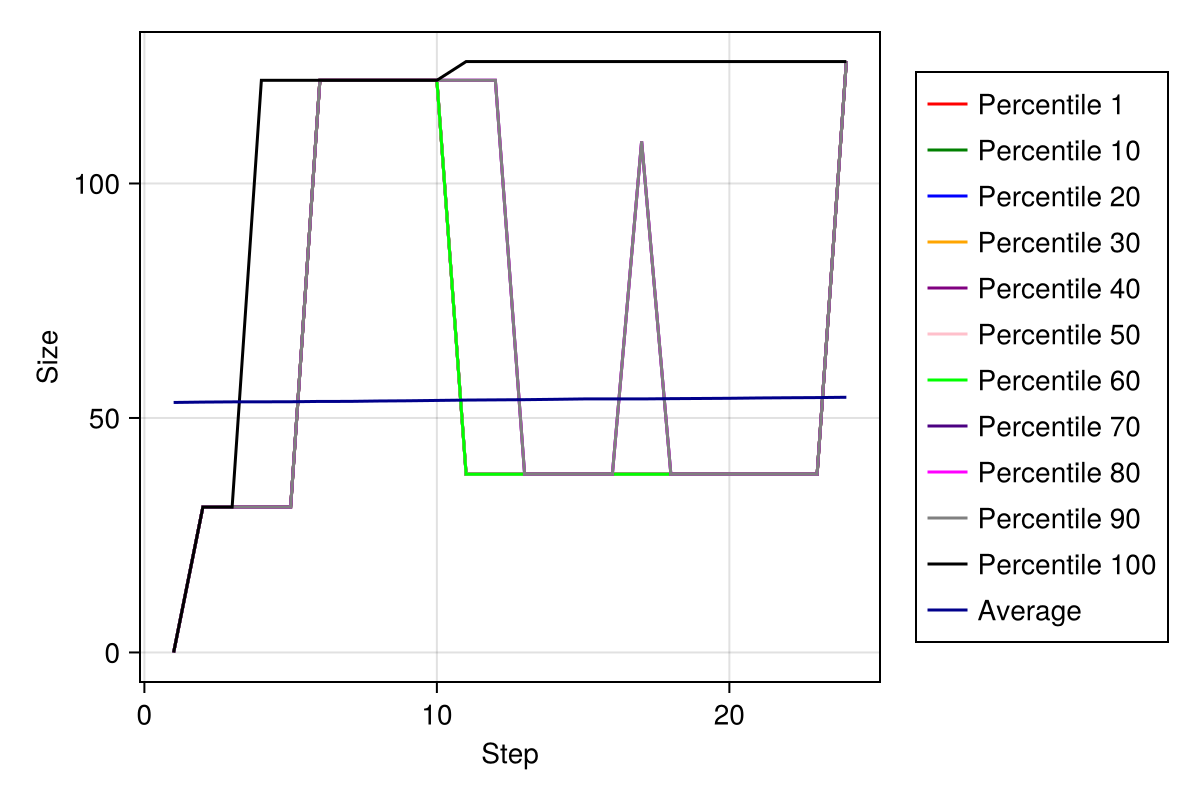 100
50
0
Size
0
10
20
Step
Percentile 1
Percentile 10
Percentile 20
Percentile 30
Percentile 40
Percentile 50
Percentile 60
Percentile 70
Percentile 80
Percentile 90
Percentile 100
Average